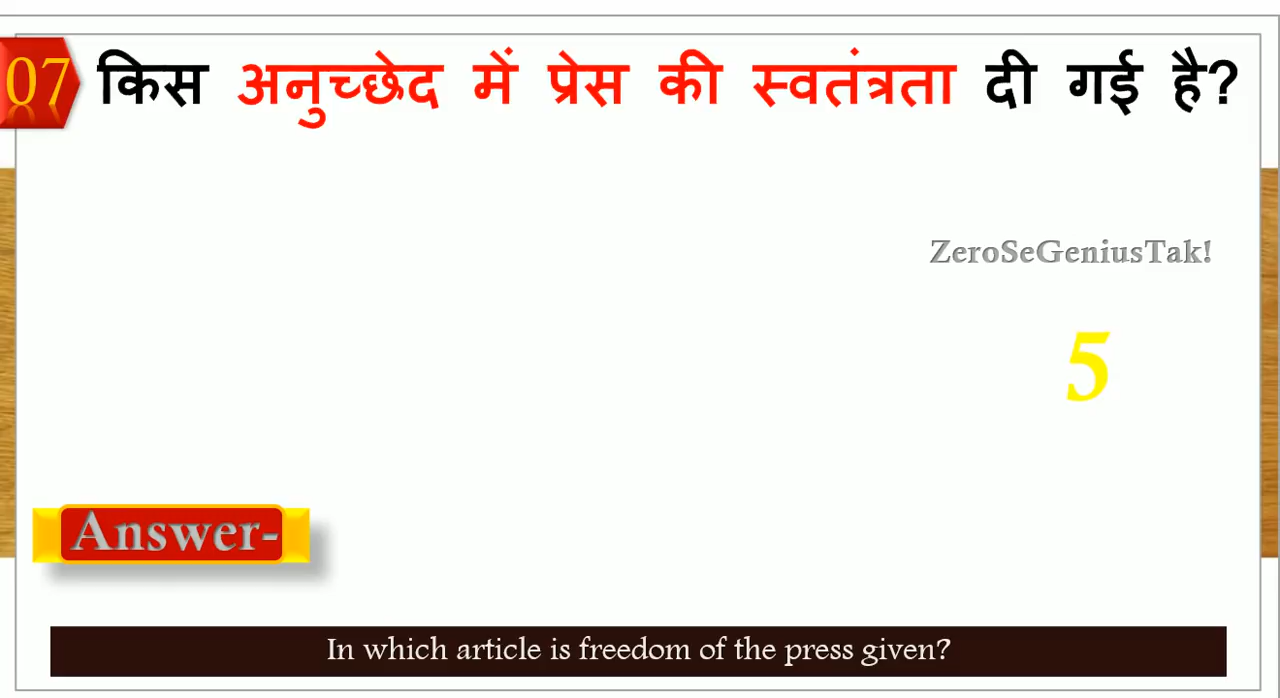 07 किस अनुच्छेद में प्रेस की स्वतंत्रता दी गई है?
ZeroSeGeniusTak!
5
Answer-
In which article is freedom of the press given?